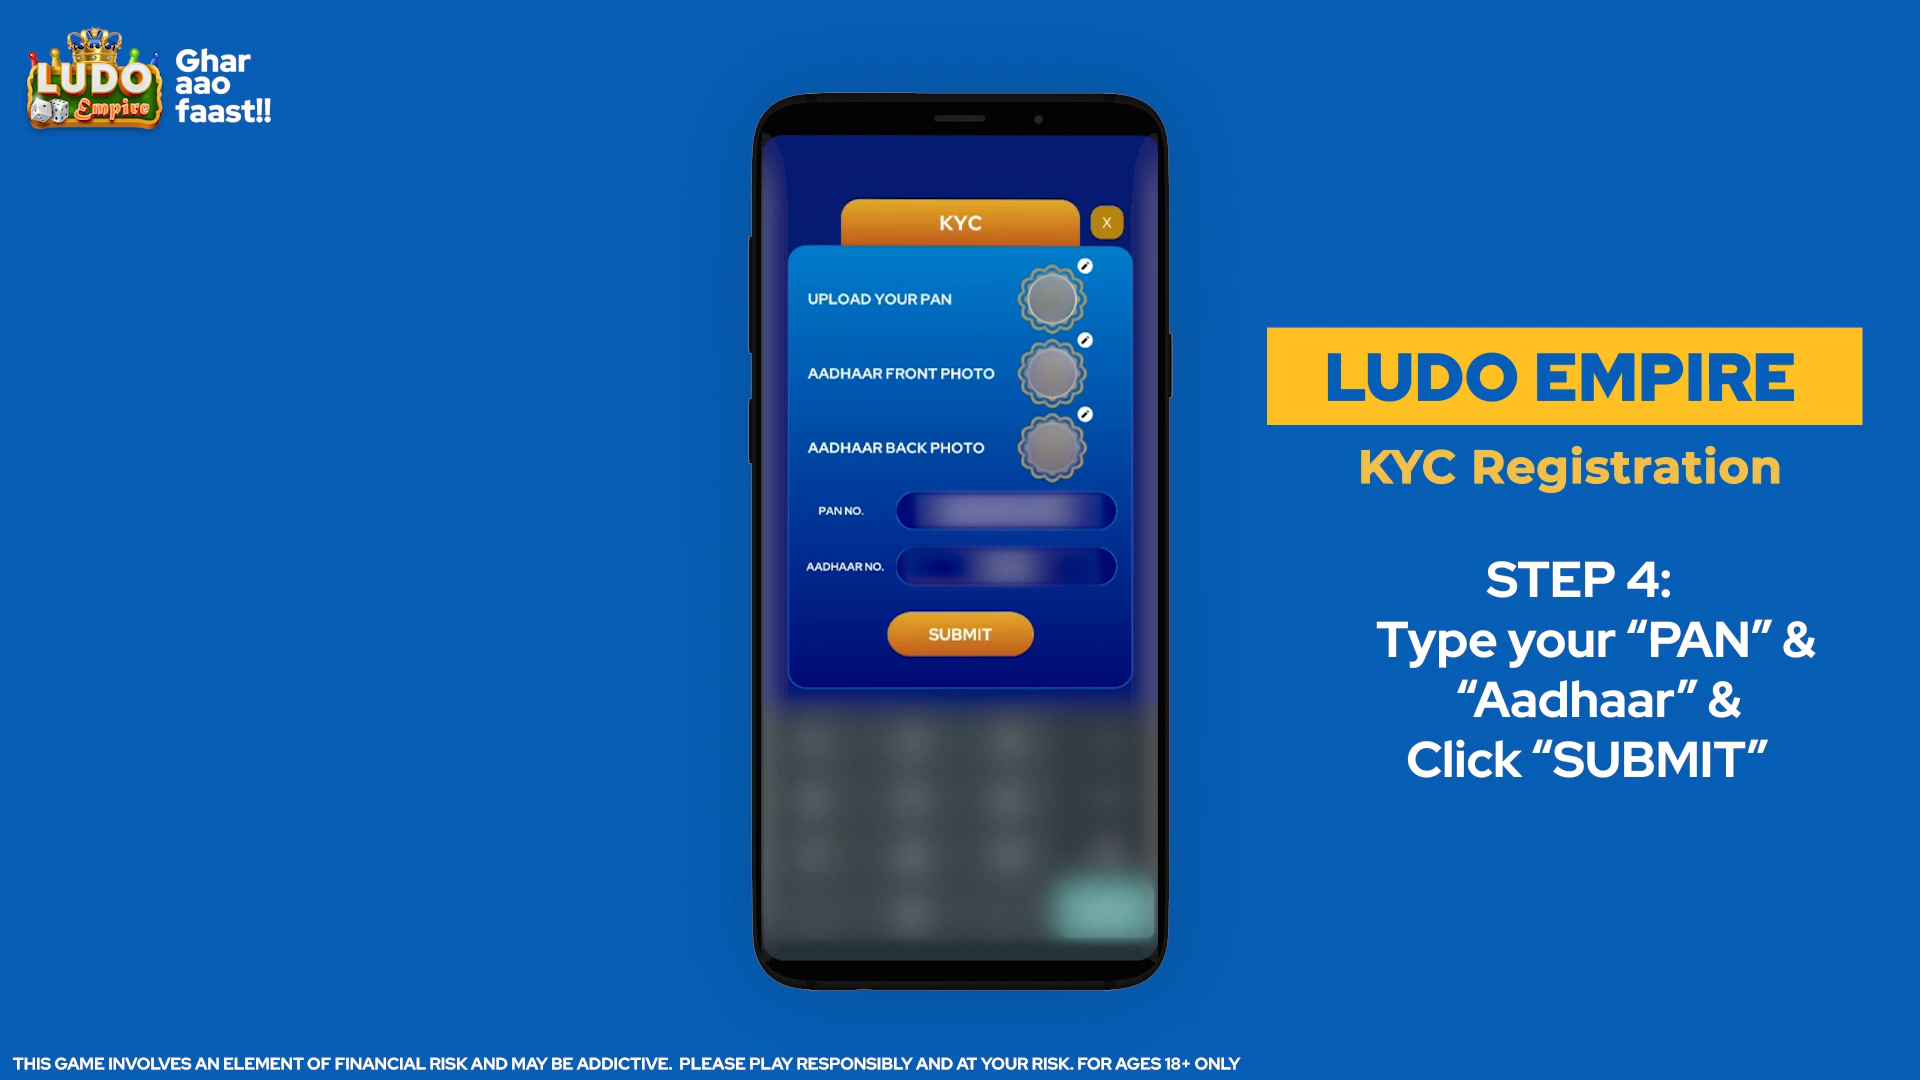 LUDO
Empire
Ghar
aao
faast!!
KYC
X
UPLOAD YOUR PAN
AADHAAR FRONT PHOTO
AADHAAR BACK PHOTO
PAN NO.
AADHAAR NO.
SUBMIT
LUDO EMPIRE
KYC Registration
STEP 4:
Type your “PAN” &
“Aadhaar” &
Click “SUBMIT”
THIS GAME INVOLVES AN ELEMENT OF FINANCIAL RISK AND MAY BE ADDICTIVE. PLEASE PLAY RESPONSIBLY AND AT YOUR RISK. FOR AGES 18+ ONLY